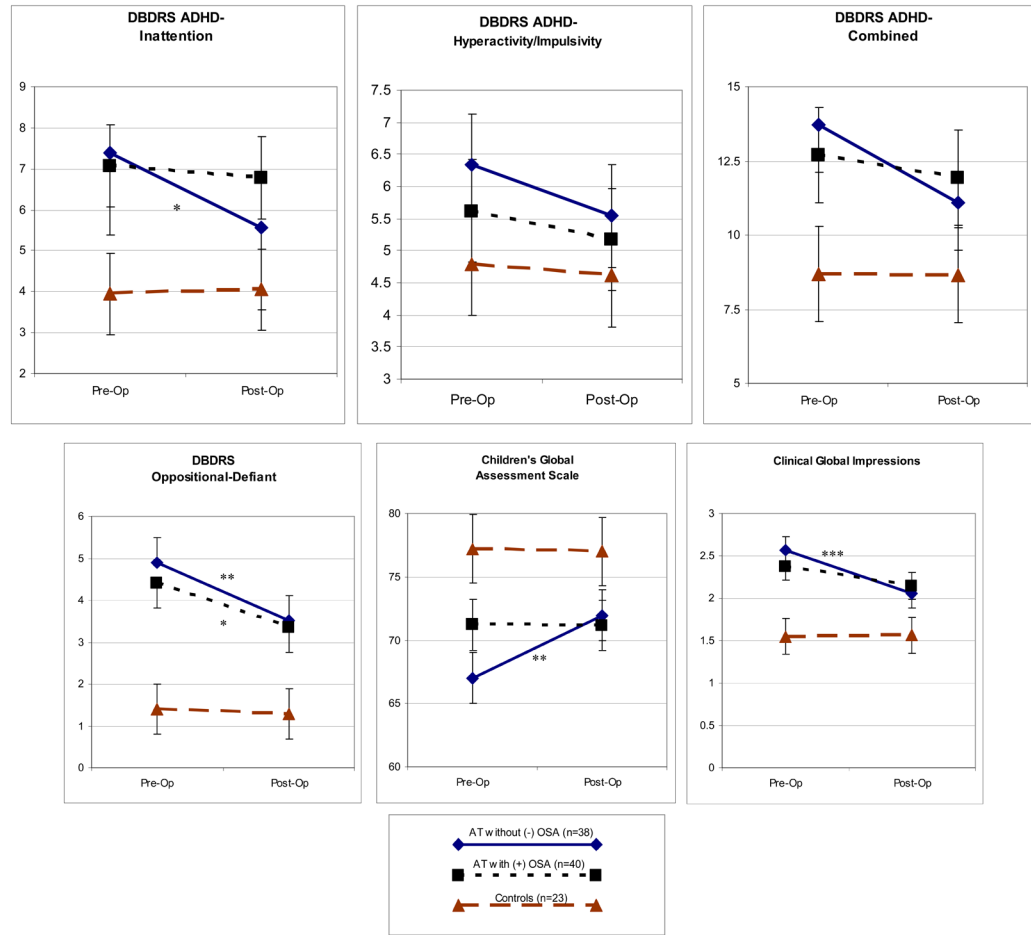 DBDRS ADHD-
Inattention
9
8
7
6
5
4
3
2
*
Pre-Op
Post-Op
DBDRS ADHD-
Hyperactivity/Impulsivity
7.5
7
6.5
6
5.5
5
4.5
4
3.5
3
Pre-Op
Post-Op
DBDRS ADHD-
Combined
15
12.5
10
7.5
5
Pre-Op
Post-Op
DBDRS
Oppositional-Defiant
6
5
4
3
2
1
0
**
*
Pre-Op
Post-Op
Children's Global
Assessment Scale
80
75
70
65
60
**
Pre-Op
Post-Op
Clinical Global Impressions
3
2.5
2
1.5
1
0.5
0
***
Pre-Op
Post-Op
AT without (-) OSA (n=38)
AT with (+) OSA (n=40)
Controls (n=23)